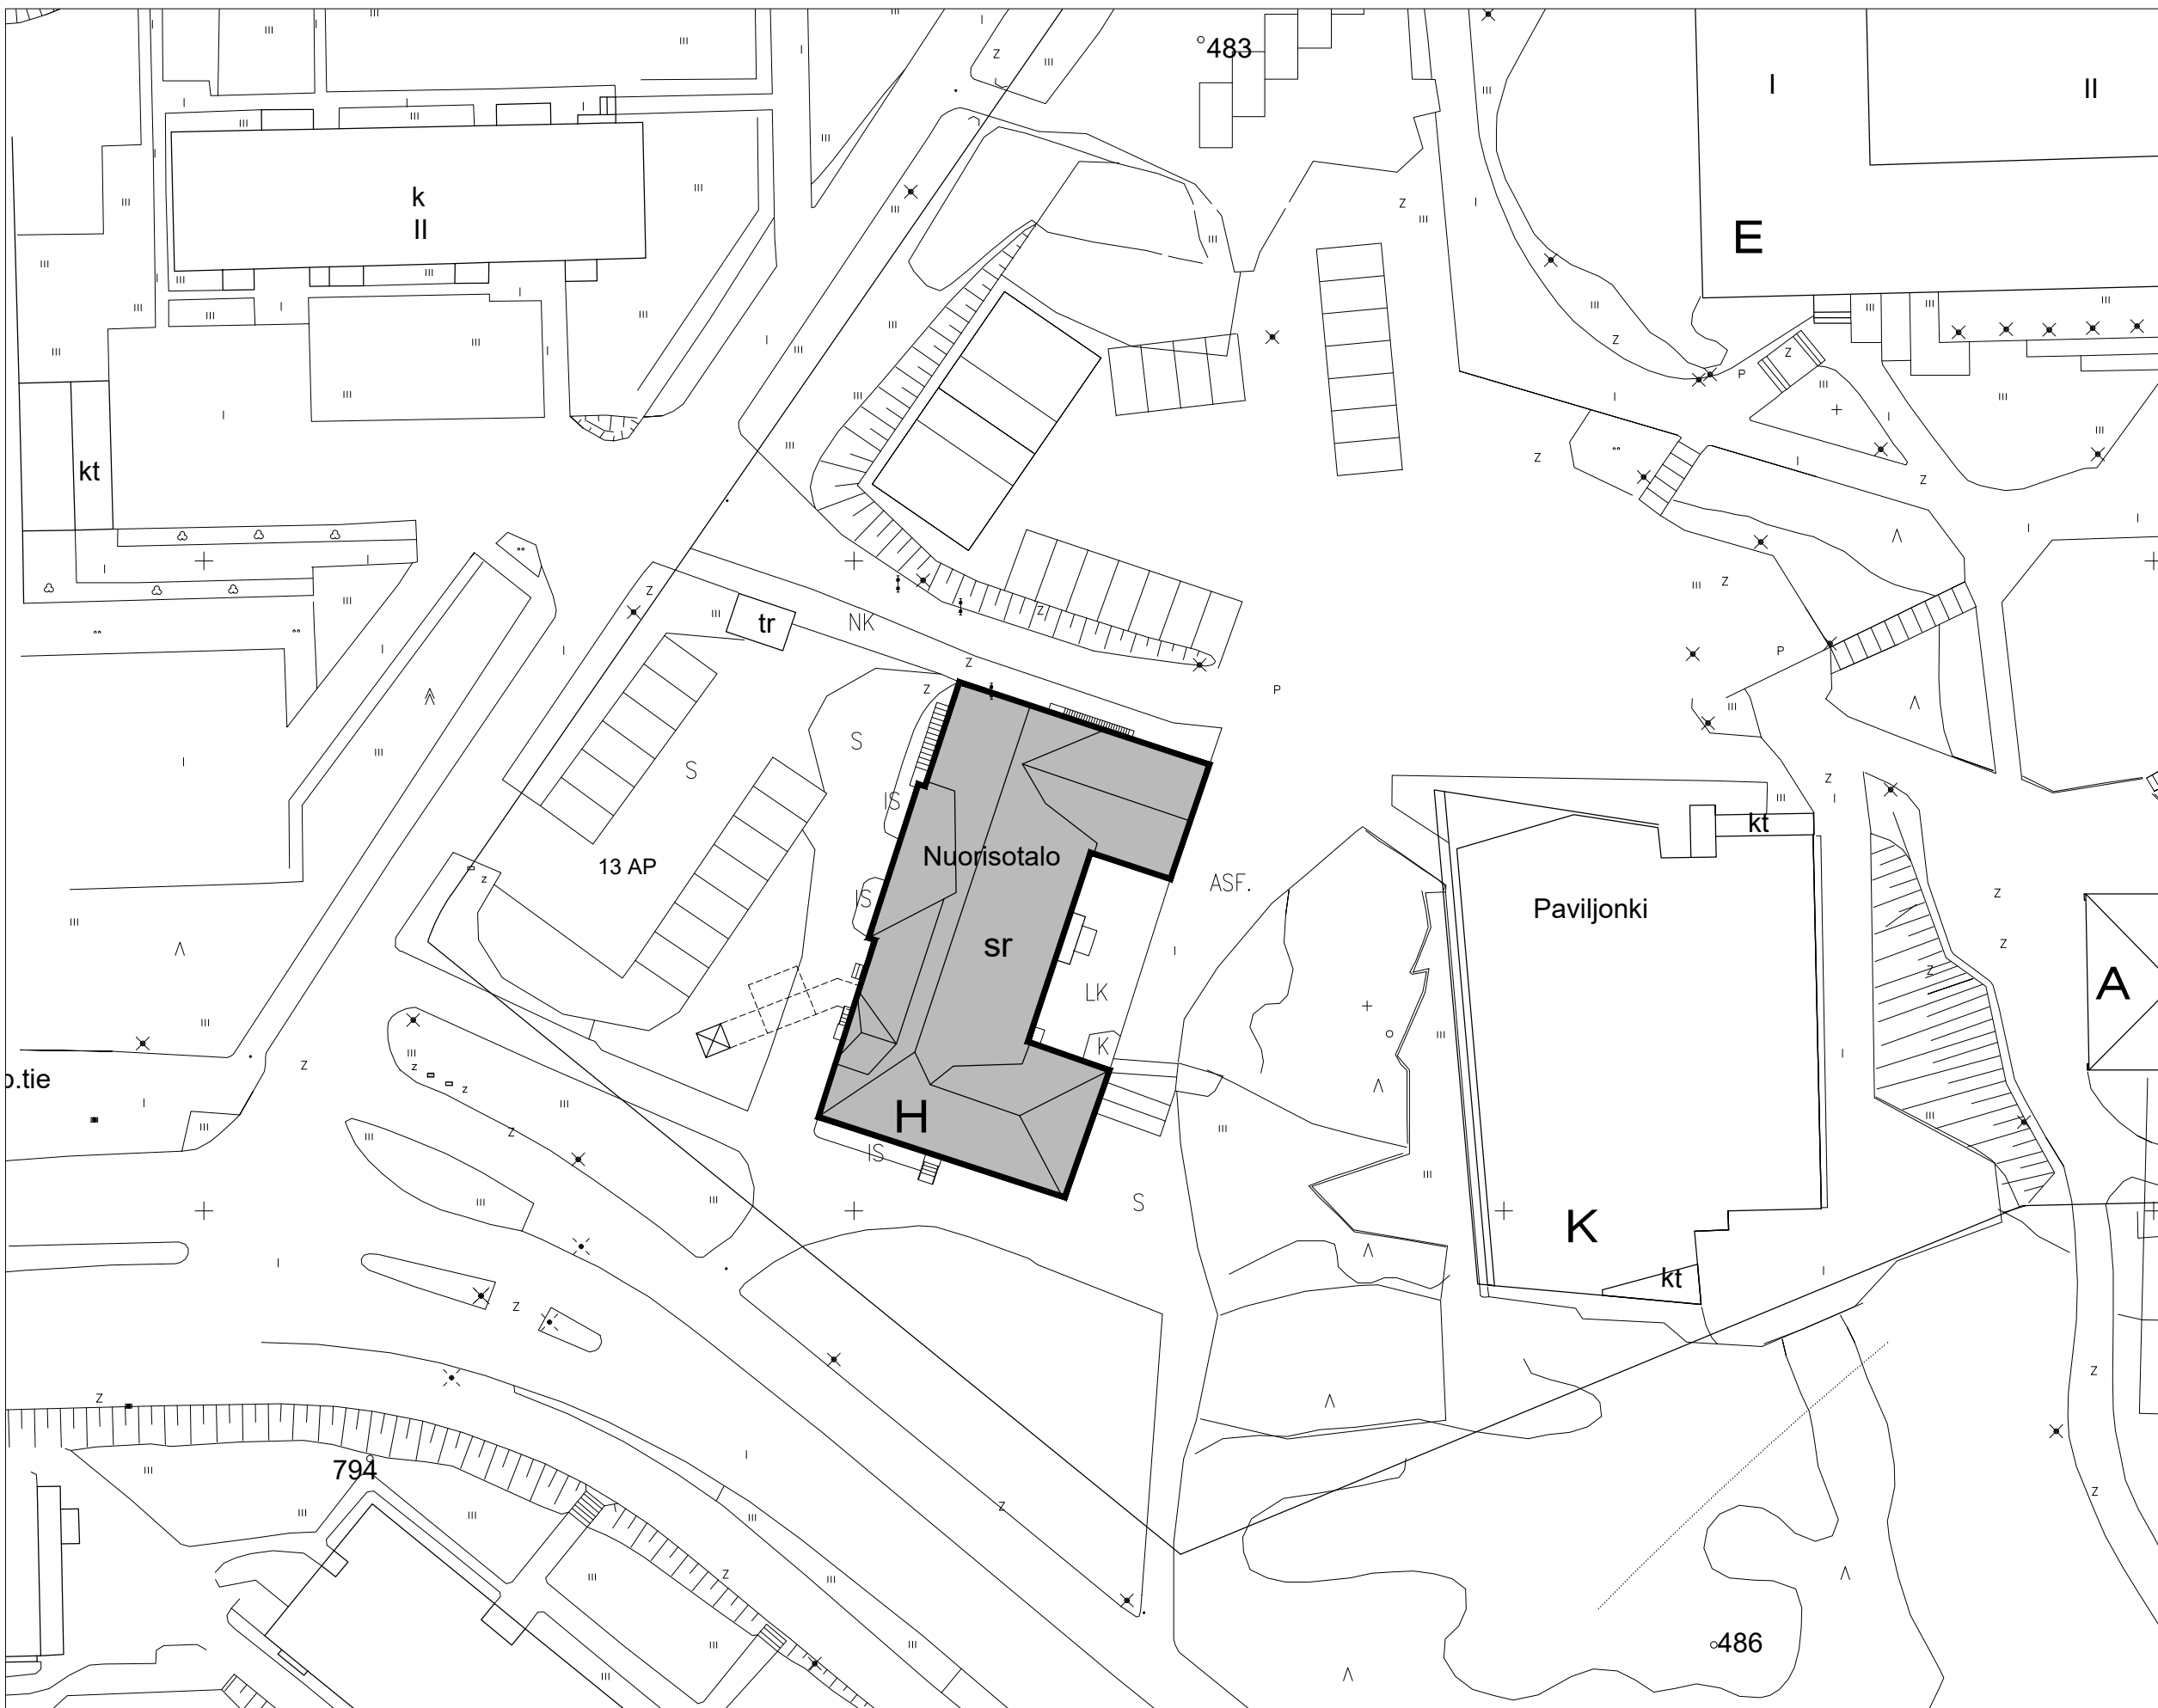 483
I
II
k
II
E
kt
tr
NK
S
S
IS
13 AP
Nuorisotalo
kt
ASF.
IS
Paviljonki
sr
A
LK
K
o.tie
H
IS
S
K
kt
794
486